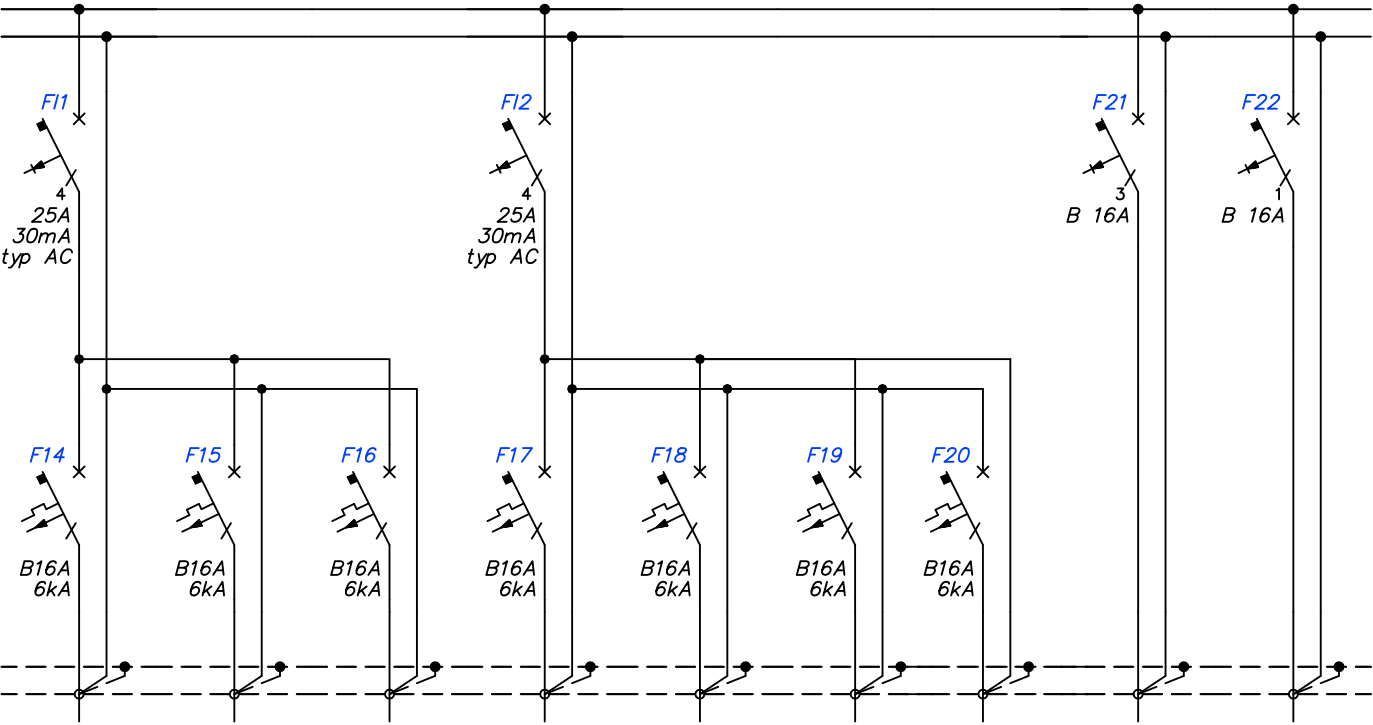 FI1
FI2
F21
F22
4
4
3
1
25A
30mA
typ AC
25A
30mA
typ AC
B 16A
B 16A
F14
F15
F16
F17
F18
F19
F20
B16A
6kA
B16A
6kA
B16A
6kA
B16A
6kA
B16A
6kA
B16A
6kA
B16A
6kA